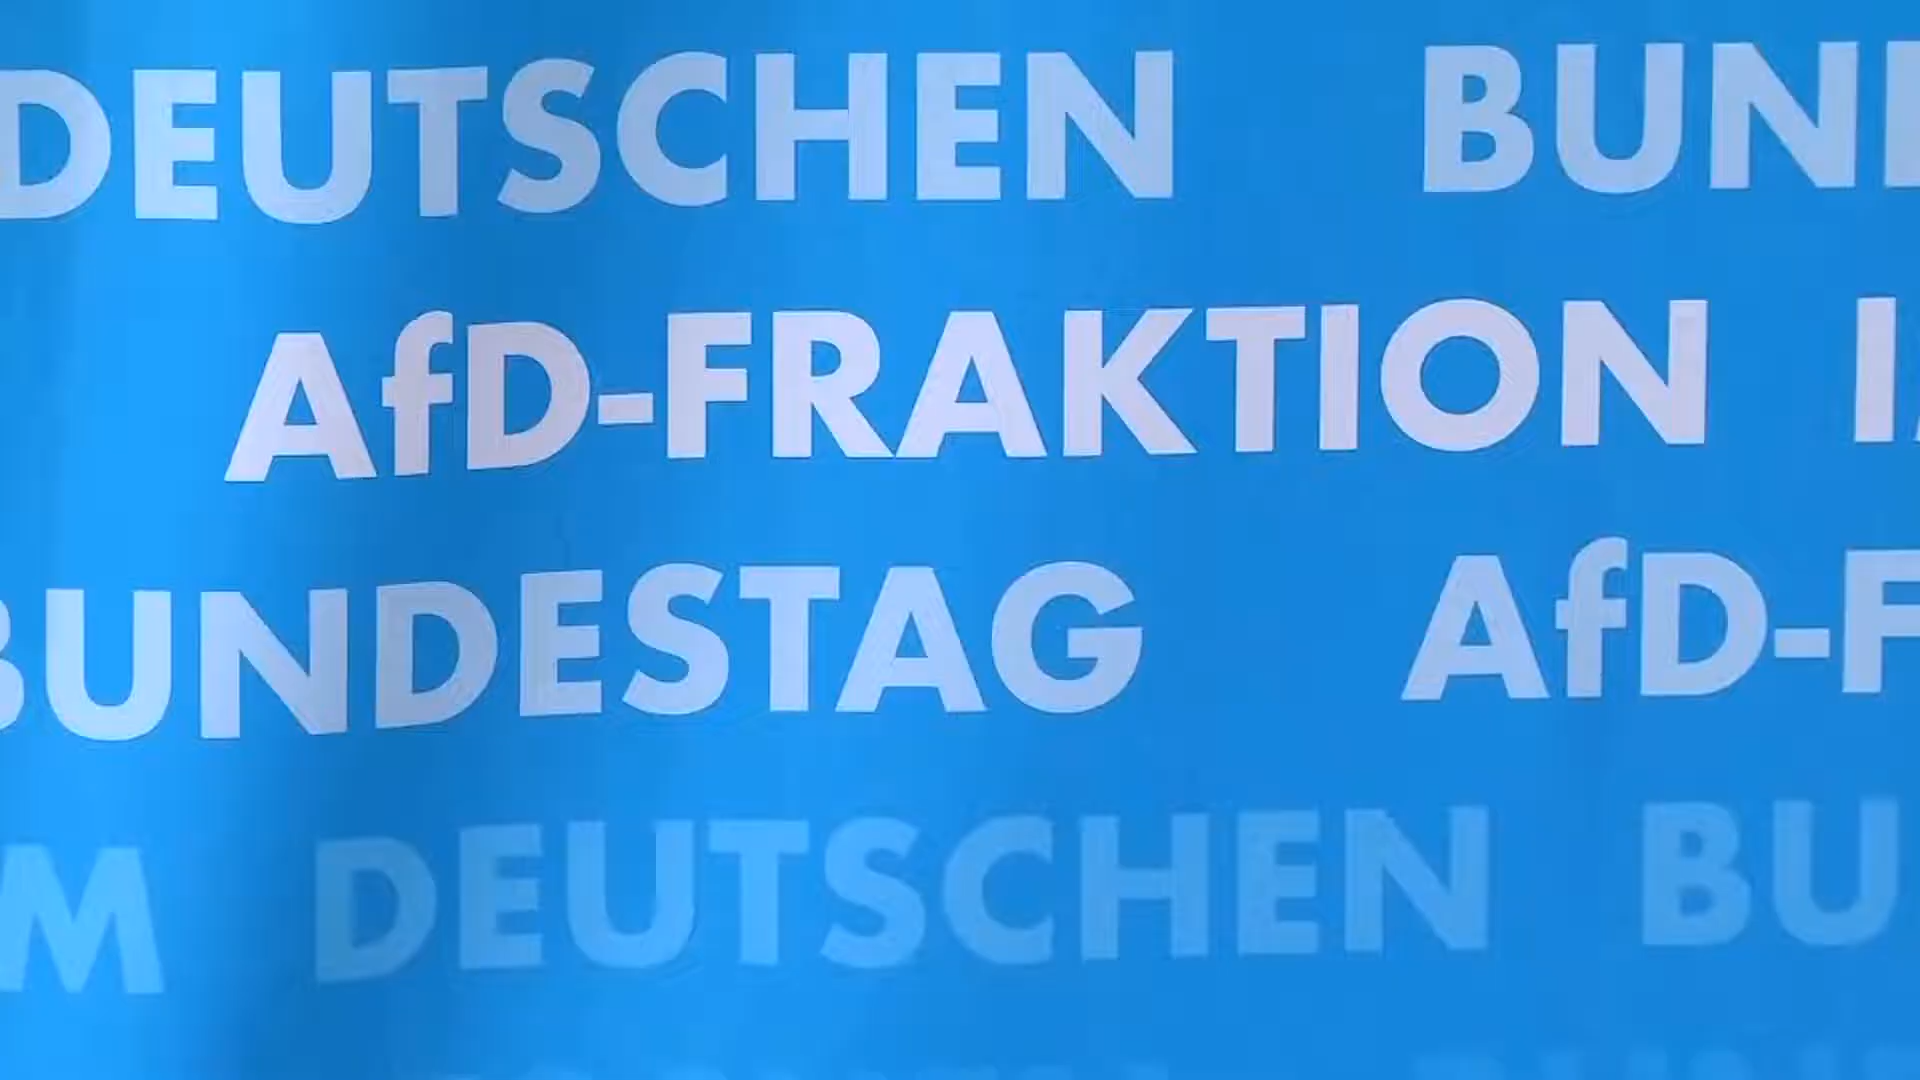 DEUTSCHEN BUN
AfD-FRAKTION I
BUNDESTAG AfD-F
M DEUTSCHEN BU